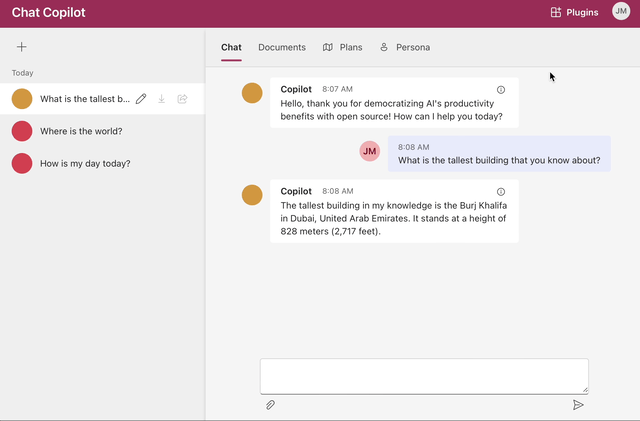 Chat Copilot
Plugins
JM
Today
What is the tallest b...
Where is the world?
How is my day today?
Chat
Documents
Plans
Persona
Copilot 8:07 AM
Hello, thank you for democratizing AI's productivity
benefits with open source! How can I help you today?
JM
8:08 AM
What is the tallest building that you know about?
Copilot 8:08 AM
The tallest building in my knowledge is the Burj Khalifa
in Dubai, United Arab Emirates. It stands at a height of
828 meters (2,717 feet).